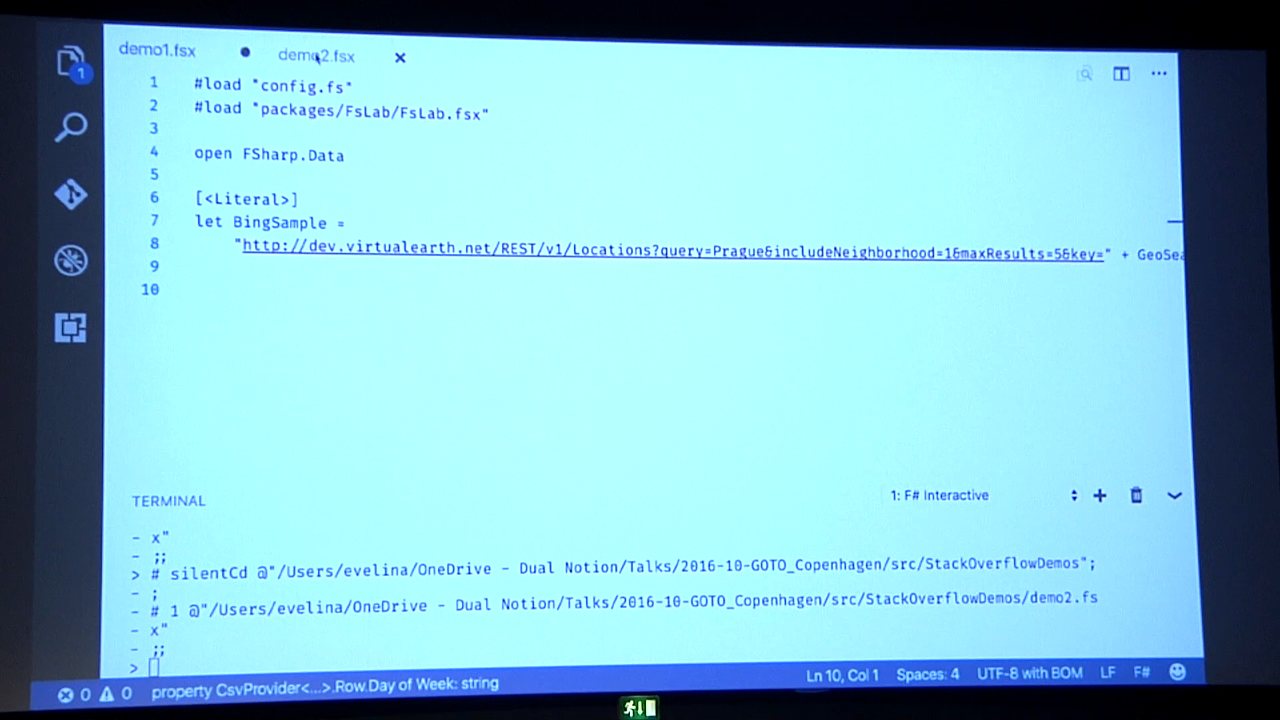 demo1.fsx
demo2.fsx
1
1 #load "config.fs"
2 #load "packages/FsLab/FsLab.fsx"
3
4 open FSharp.Data
5
6 [<Literal>]
7 let BingSample =
8 "http://dev.virtualearth.net/REST/v1/Locations?query=Prague&includeNeighborhood=1&maxResults=5&key=" + GeoSea
9
10
TERMINAL
1: F# Interactive
- x"
- ;;
> # silentCd @"/Users/evelina/OneDrive - Dual Notion/Talks/2016-10-GOTO_Copenhagen/src/StackOverflowDemos";
- ;
- # 1 @"/Users/evelina/OneDrive - Dual Notion/Talks/2016-10-GOTO_Copenhagen/src/StackOverflowDemos/demo2.fs
- x"
- ;;
>
0 0 property CsvProvider<...>.Row.Day of Week: string
Ln 10, Col 1 Spaces: 4 UTF-8 with BOM LF F#